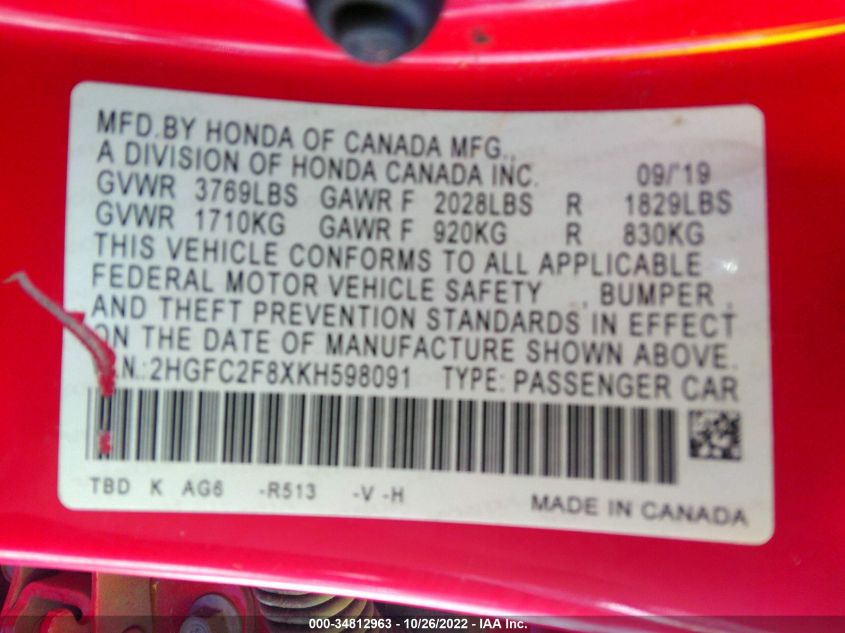 MFD.BY HONDA OF CANADA MFG.,
A DIVISION OF HONDA CANADA INC. 09/'19
GVWR 3769LBS GAWR F 2028LBS R 1829LBS
GVWR 1710KG GAWR F 920KG R 830KG
THIS VEHICLE CONFORMS TO ALL APPLICABLE
FEDERAL MOTOR VEHICLE SAFETY , BUMPER ,
AND THEFT PREVENTION STANDARDS IN EFFECT
ON THE DATE OF MANUFACTURE SHOWN ABOVE.
.N.:2HGFC2F8XKH598091 TYPE: PASSENGER CAR
TBD K AG6 -R513 -V -H MADE IN CANADA
000-34812963 - 10/26/2022 - IAA Inc.